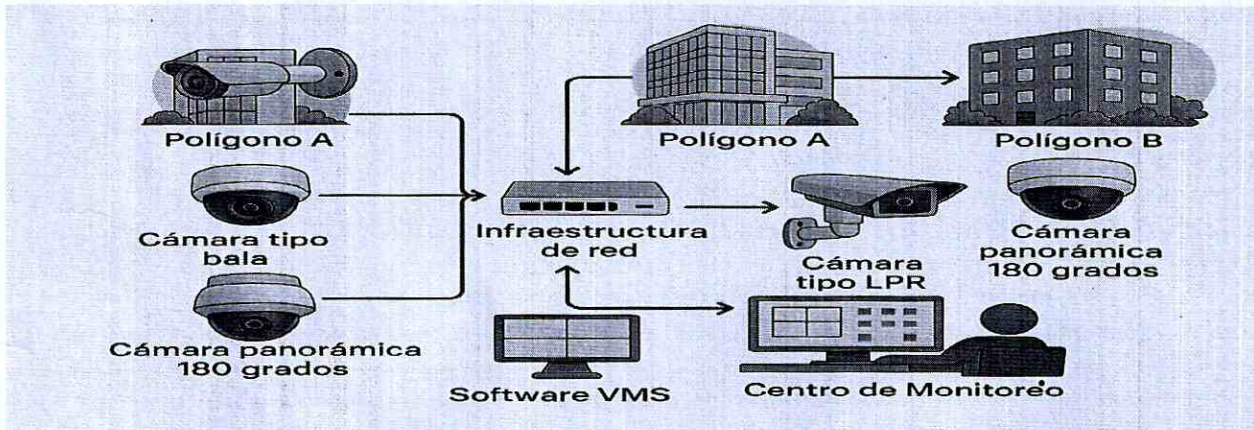 Polígono A
Polígono A
Polígono B
Cámara tipo
bala
Infraestructura
de red
Cámara
tipo LPR
Cámara
panorámica
180 grados
Cámara panorámica
180 grados
Software VMS
Centro de Monitoreo